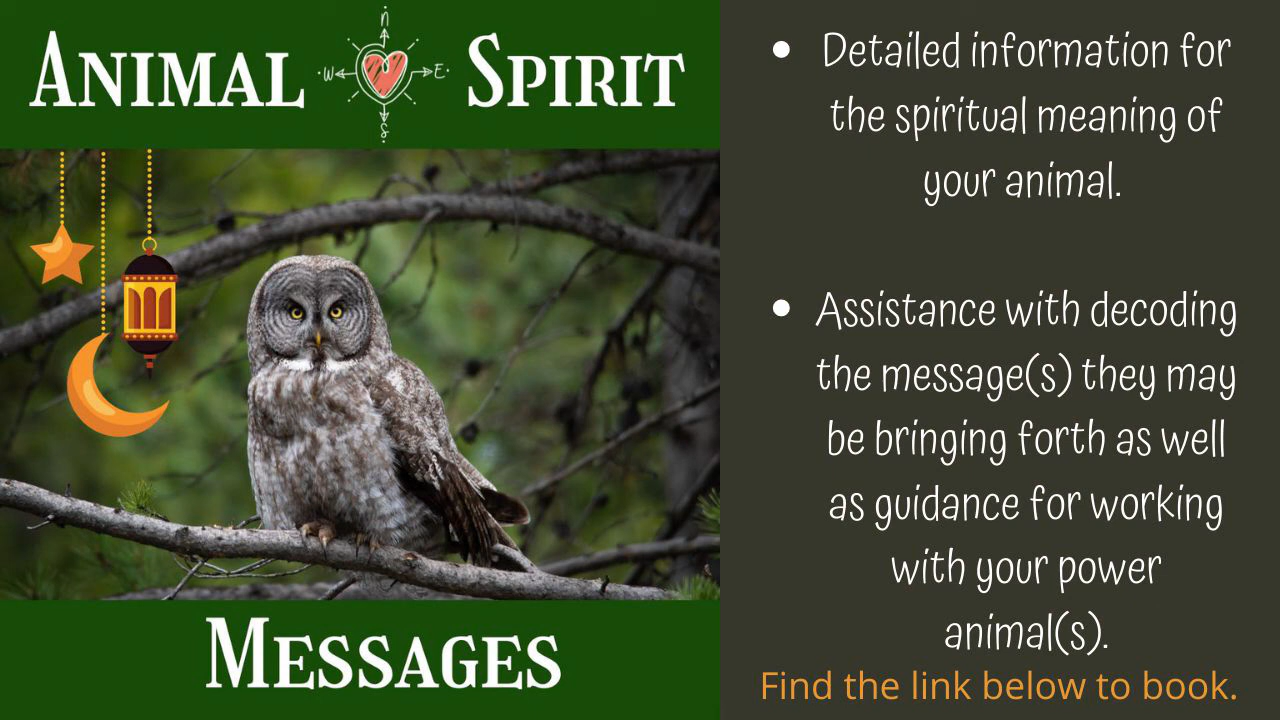 Animal Spirit
n
W E
s
Messages
• Detailed information for
the spiritual meaning of
your animal.
• Assistance with decoding
the message(s) they may
be bringing forth as well
as guidance for working
with your power
animal(s).
Find the link below to book.